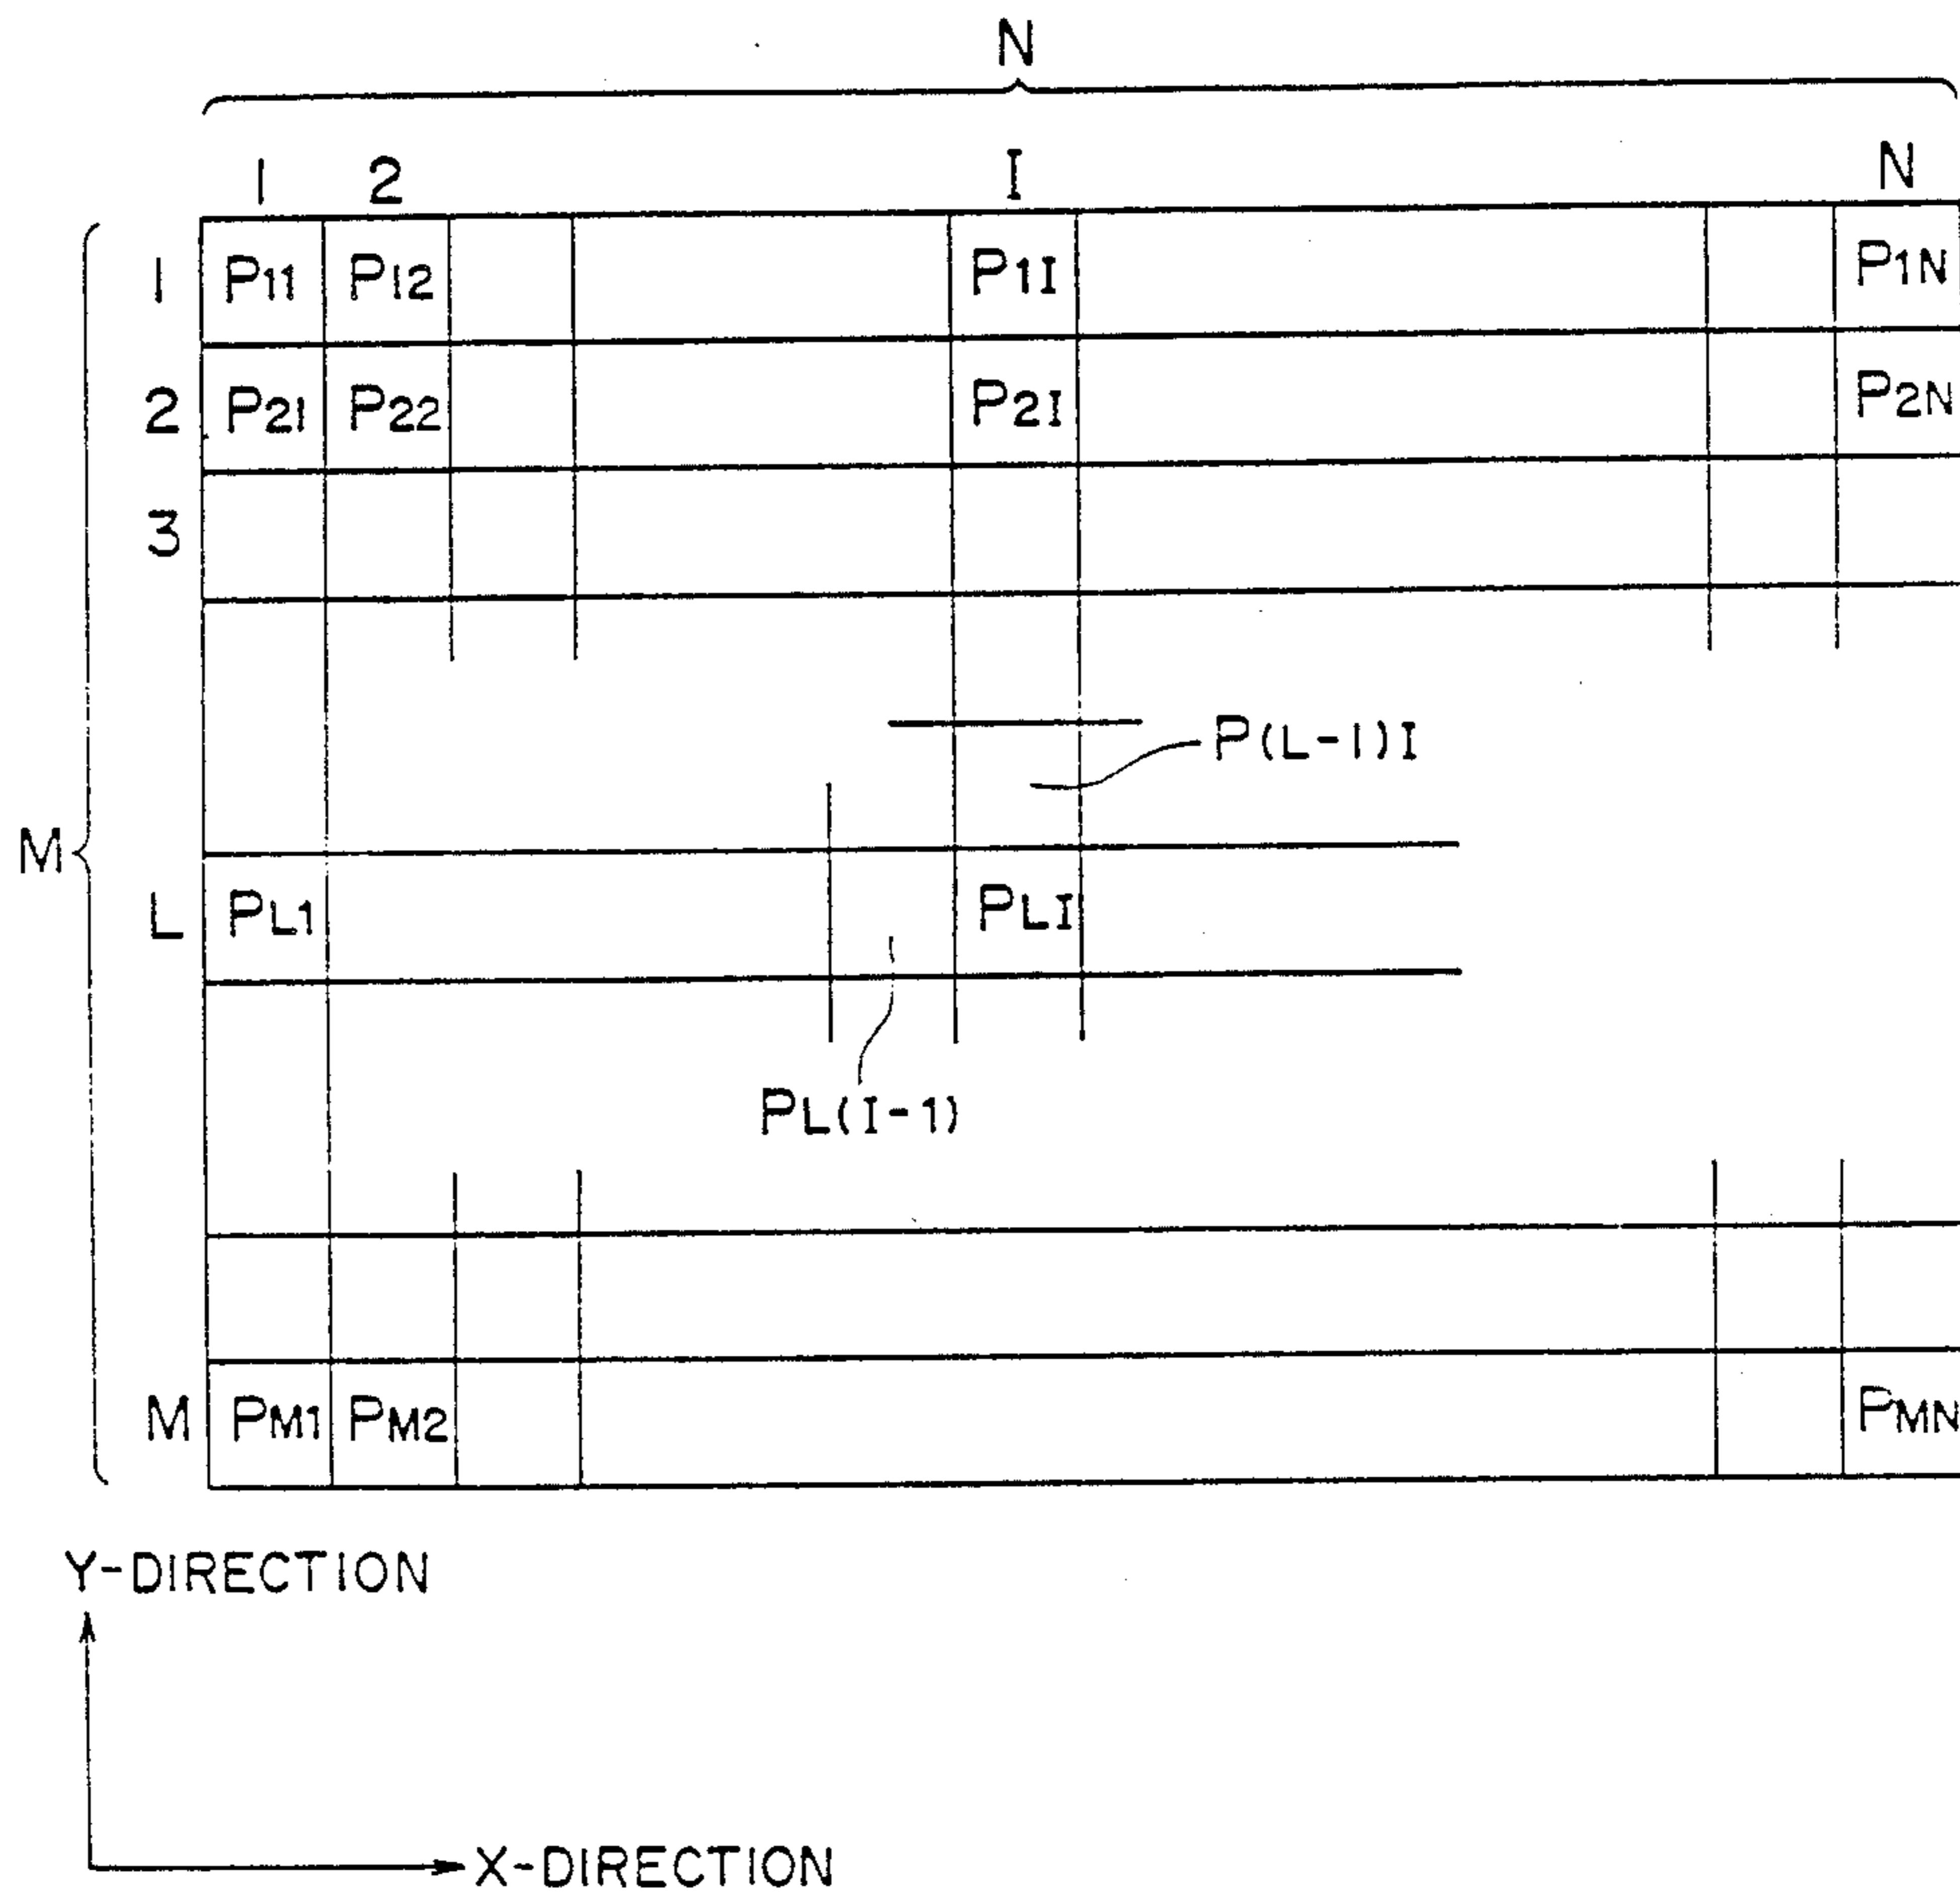 N
1 2 I N
1 P11 P12 P1I P1N
2 P21 P22 P2I P2N
3
P(L-1)I
M
L PL1 PLI
PL(I-1)
M PM1 PM2 PMN
Y-DIRECTION
X-DIRECTION